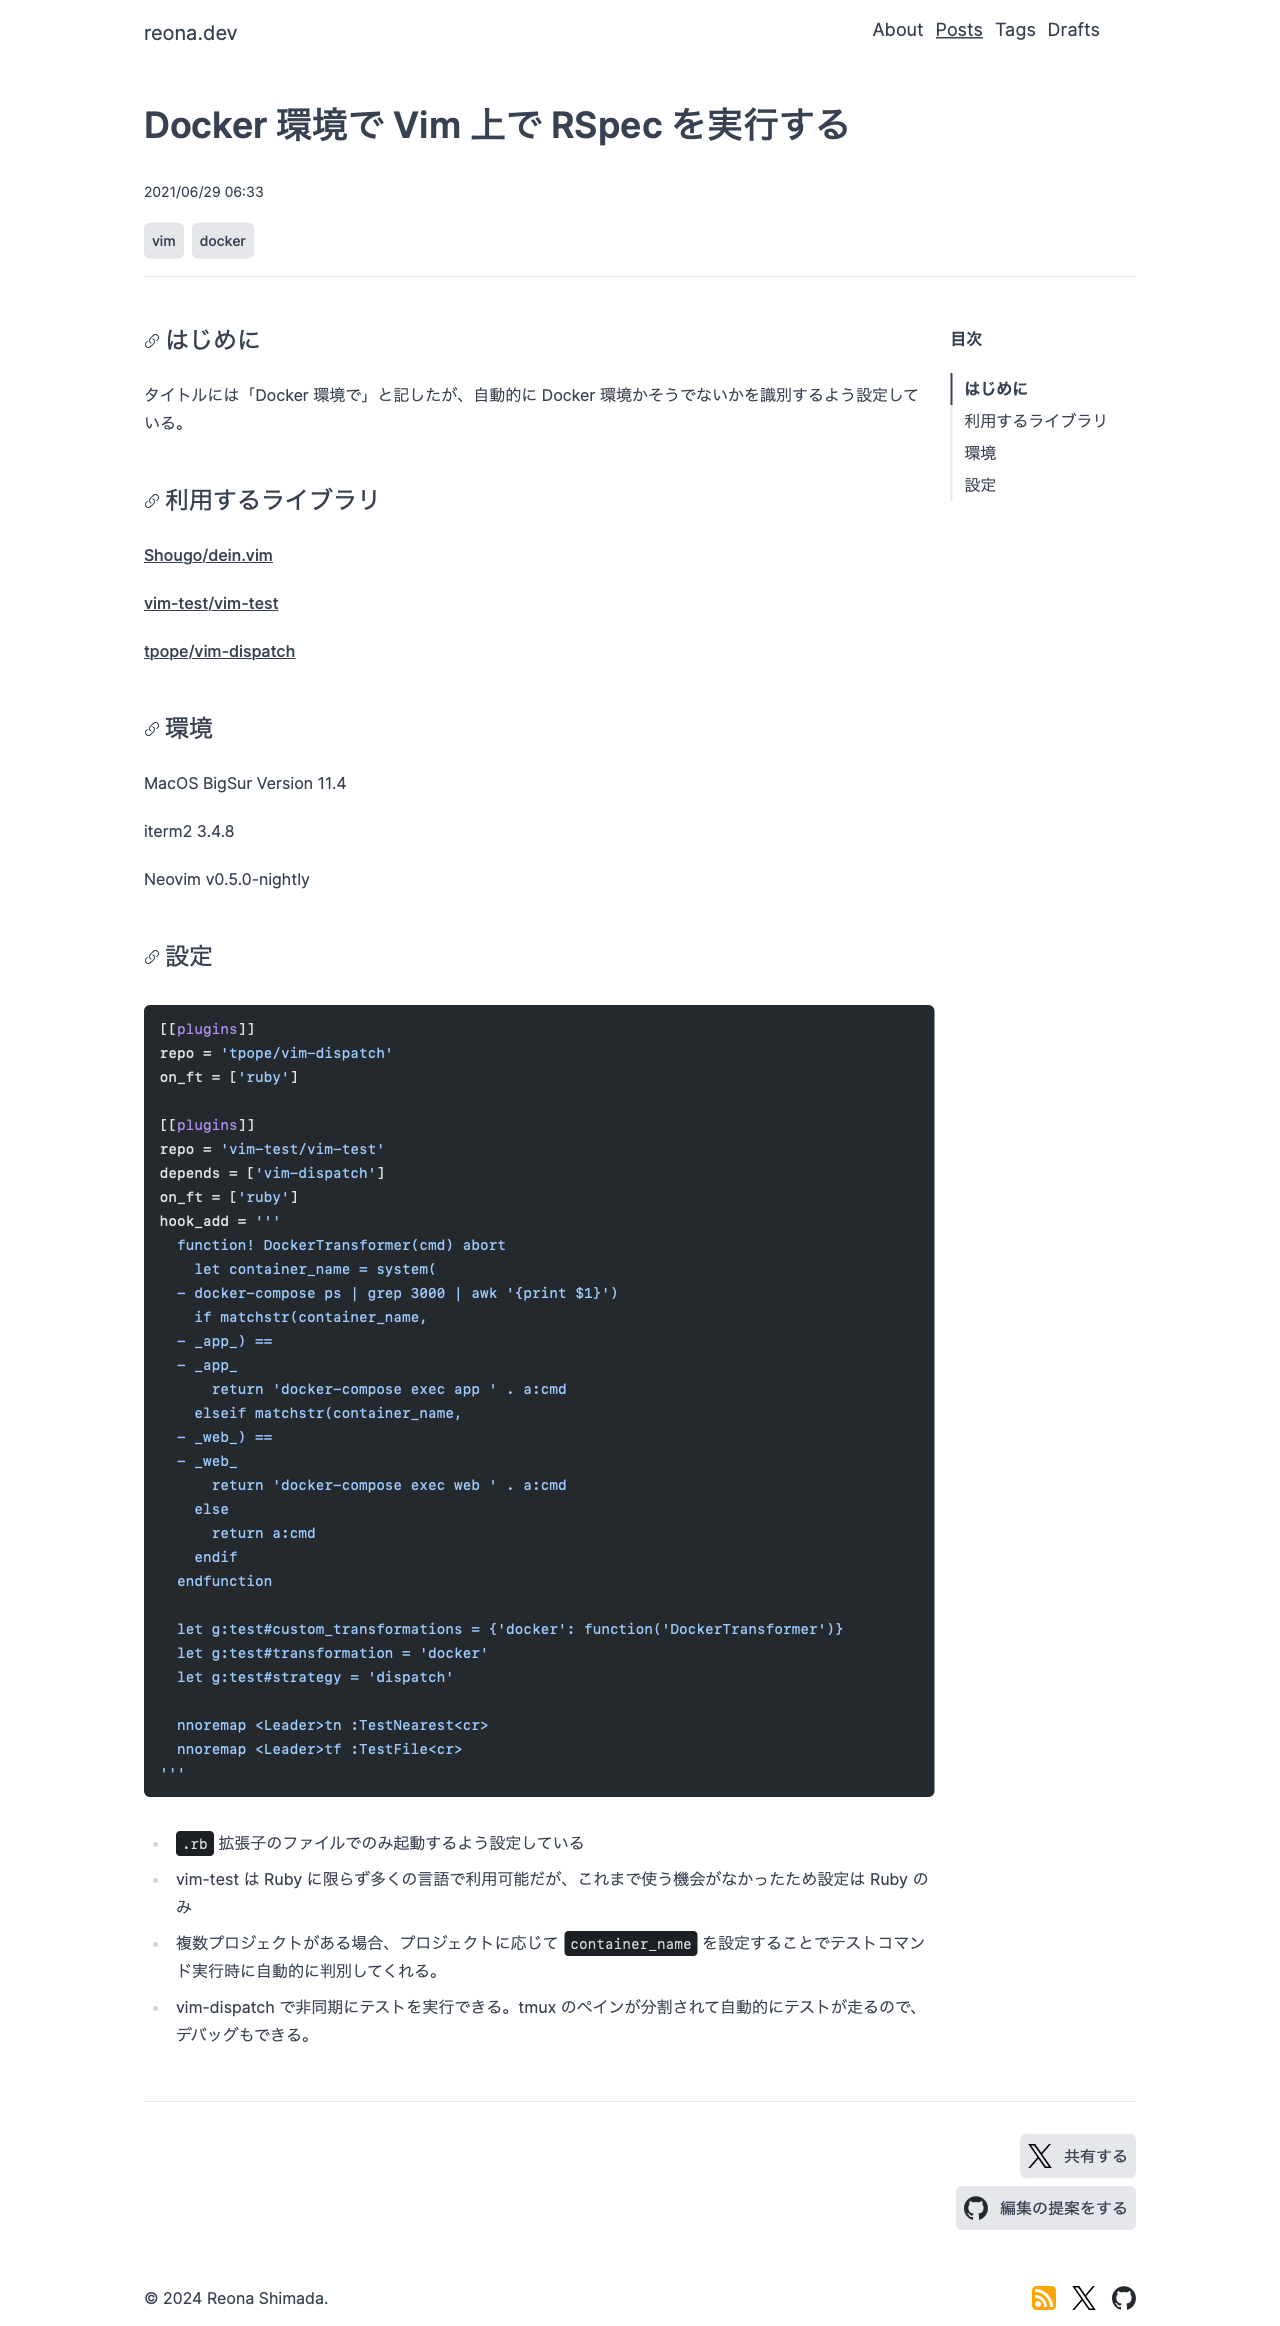 reona.dev
About Posts Tags Drafts
Docker 環境で Vim 上で RSpec を実行する
2021/06/29 06:33
vim docker
はじめに
タイトルには「Docker 環境で」と記したが、自動的に Docker 環境かそうでないかを識別するよう設定して
いる。
利用するライブラリ
Shougo/dein.vim
vim-test/vim-test
tpope/vim-dispatch
環境
MacOS BigSur Version 11.4
iterm2 3.4.8
Neovim v0.5.0-nightly
設定
[[plugins]]
repo = 'tpope/vim-dispatch'
on_ft = ['ruby']

[[plugins]]
repo = 'vim-test/vim-test'
depends = ['vim-dispatch']
on_ft = ['ruby']
hook_add = '''
  function! DockerTransformer(cmd) abort
    let container_name = system(
  - docker-compose ps | grep 3000 | awk '{print $1}')
    if matchstr(container_name,
  - _app_) ==
  - _app_
      return 'docker-compose exec app ' . a:cmd
    elseif matchstr(container_name,
  - _web_) ==
  - _web_
      return 'docker-compose exec web ' . a:cmd
    else
      return a:cmd
    endif
  endfunction

  let g:test#custom_transformations = {'docker': function('DockerTransformer')}
  let g:test#transformation = 'docker'
  let g:test#strategy = 'dispatch'

  nnoremap <Leader>tn :TestNearest<cr>
  nnoremap <Leader>tf :TestFile<cr>
'''
.rb 拡張子のファイルでのみ起動するよう設定している
vim-test は Ruby に限らず多くの言語で利用可能だが、これまで使う機会がなかったため設定は Ruby の
み
複数プロジェクトがある場合、プロジェクトに応じて container_name を設定することでテストコマン
ド実行時に自動的に判別してくれる。
vim-dispatch で非同期にテストを実行できる。tmux のペインが分割されて自動的にテストが走るので、
デバッグもできる。
目次
はじめに
利用するライブラリ
環境
設定
共有する
編集の提案をする
© 2024 Reona Shimada.